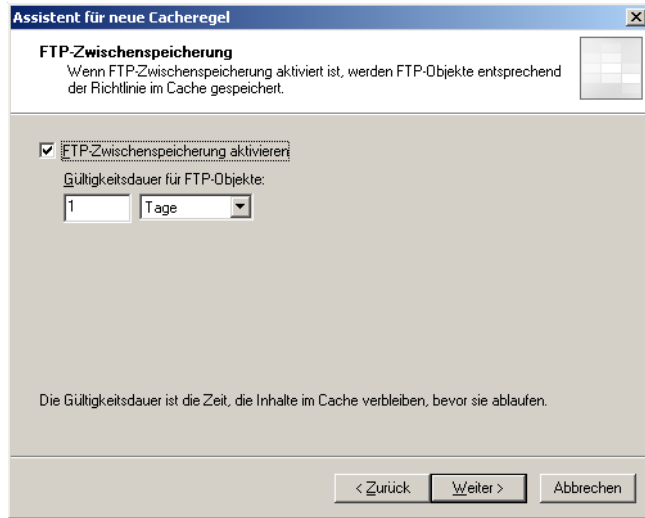 Assistent für neue Cacheregel
FTP-Zwischenspeicherung
Wenn FTP-Zwischenspeicherung aktiviert ist, werden FTP-Objekte entsprechend
der Richtlinie im Cache gespeichert.
FTP-Zwischenspeicherung aktivieren
Gültigkeitsdauer für FTP-Objekte:
1 Tage
Die Gültigkeitsdauer ist die Zeit, die Inhalte im Cache verbleiben, bevor sie ablaufen.
< Zurück Weiter > Abbrechen